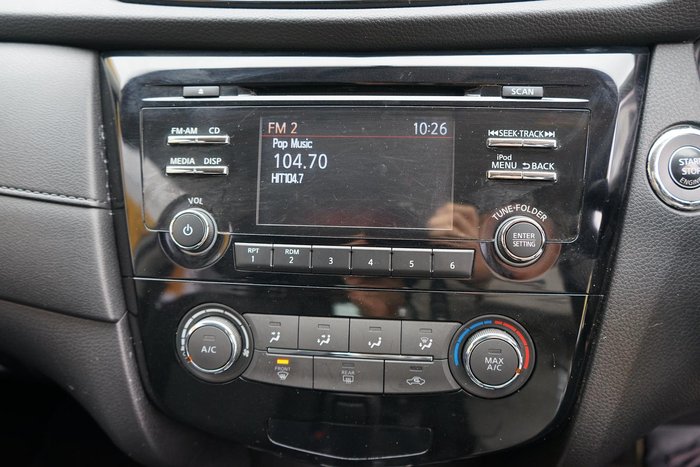 SCAN
FM·AM CD
MEDIA DISP
VOL
FM 2 10:26
Pop Music
104.70
HIT104.7
SEEK·TRACK
iPod
MENU BACK
TUNE·FOLDER
ENTER
SETTING
START
STOP
ENGINE
RPT RDM
1 2 3 4 5 6
A/C
FRONT
REAR
MAX
A/C